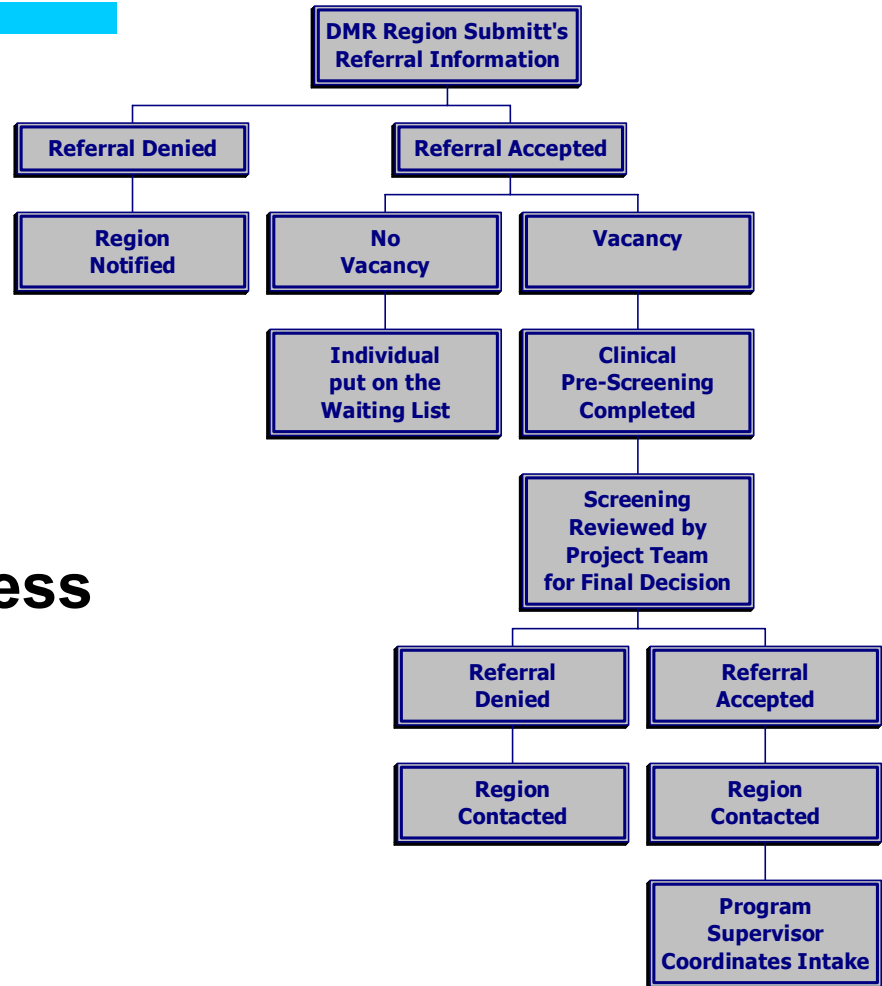 DMR Region Submitt's
Referral Information
Referral Denied
Referral Accepted
Region
Notified
No
Vacancy
Vacancy
Individual
put on the
Waiting List
Clinical
Pre-Screening
Completed
Screening
Reviewed by
Project Team
for Final Decision
ess
Referral
Denied
Referral
Accepted
Region
Contacted
Region
Contacted
Program
Supervisor
Coordinates Intake